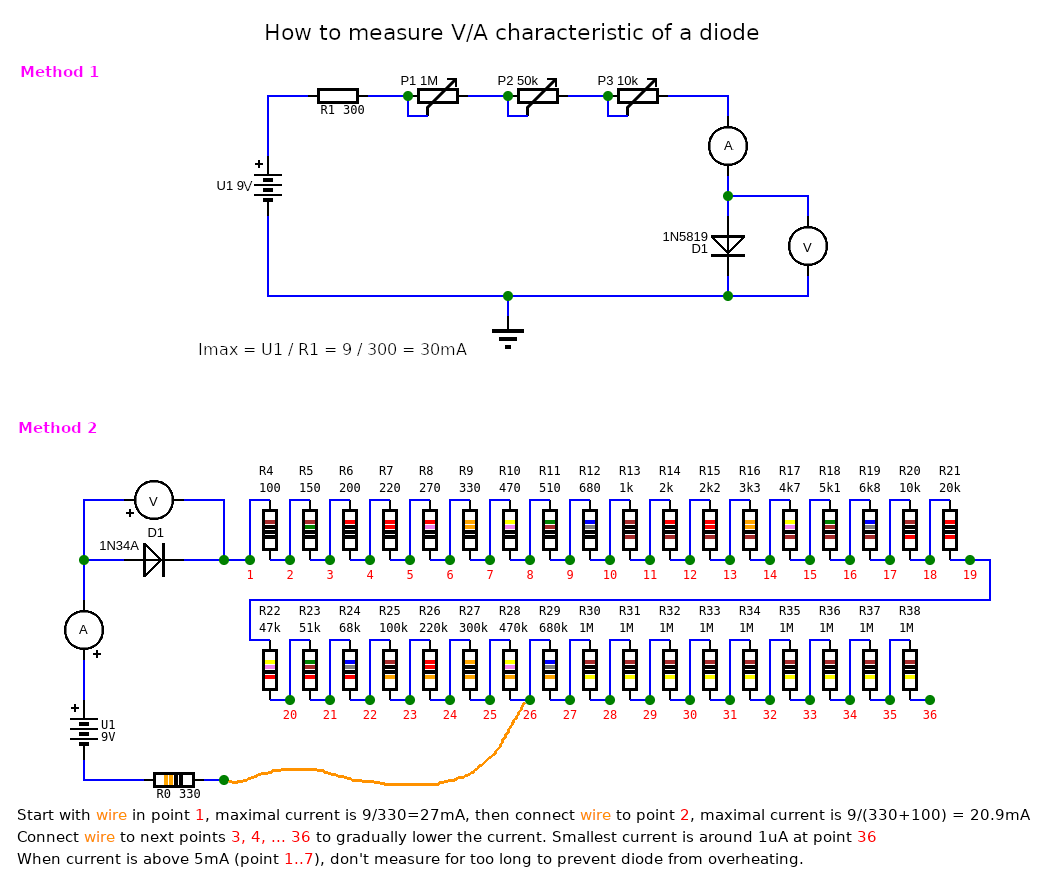 How to measure V/A characteristic of a diode
Method 1
P1 1M P2 50k P3 10k
R1 300
A
+
U1 9V
1N5819
D1
V
Imax = U1 / R1 = 9 / 300 = 30mA
Method 2
R4 R5 R6 R7 R8 R9 R10 R11 R12 R13 R14 R15 R16 R17 R18 R19 R20 R21
100 150 200 220 270 330 470 510 680 1k 2k 2k2 3k3 4k7 5k1 6k8 10k 20k
V
+
D1
1N34A
1 2 3 4 5 6 7 8 9 10 11 12 13 14 15 16 17 18 19
R22 R23 R24 R25 R26 R27 R28 R29 R30 R31 R32 R33 R34 R35 R36 R37 R38
47k 51k 68k 100k 220k 300k 470k 680k 1M 1M 1M 1M 1M 1M 1M 1M 1M
A
+
20 21 22 23 24 25 26 27 28 29 30 31 32 33 34 35 36
+
U1
9V
R0 330
Start with wire in point 1, maximal current is 9/330=27mA, then connect wire to point 2, maximal current is 9/(330+100) = 20.9mA
Connect wire to next points 3, 4, ... 36 to gradually lower the current. Smallest current is around 1uA at point 36
When current is above 5mA (point 1..7), don't measure for too long to prevent diode from overheating.